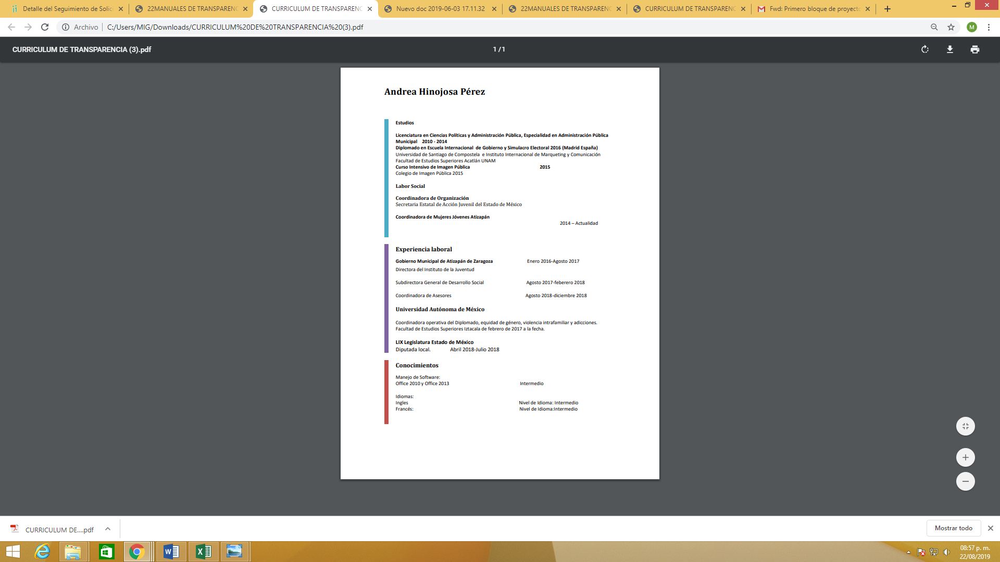 Detalle del Seguimiento de Solici
22MANUALES DE TRANSPARENC
CURRICULUM DE TRANSPARENC
Nuevo doc 2019-06-03 17.11.32
22MANUALES DE TRANSPARENC
CURRICULUM DE TRANSPARENC
Fwd: Primero bloque de proyecto
Archivo
C:/Users/MIG/Downloads/CURRICULUM%20DE%20TRANSPARENCIA%20(3).pdf
M
CURRICULUM DE TRANSPARENCIA (3).pdf
1 / 1
Andrea Hinojosa Pérez
Estudios
Licenciatura en Ciencias Políticas y Administración Pública, Especialidad en Administración Pública
Municipal 2010 - 2014
Diplomado en Escuela Internacional de Gobierno y Simulacro Electoral 2016 (Madrid España)
Universidad de Santiago de Compostela e Instituto Internacional de Marqueting y Comunicación
Facultad de Estudios Superiores Acatlán UNAM
Curso Intensivo de Imagen Pública 2015
Colegio de Imagen Pública 2015
Labor Social
Coordinadora de Organización
Secretaria Estatal de Acción Juvenil del Estado de México
Coordinadora de Mujeres Jóvenes Atizapán
2014 – Actualidad
Experiencia laboral
Gobierno Municipal de Atizapán de Zaragoza Enero 2016-Agosto 2017
Directora del Instituto de la Juventud
Subdirectora General de Desarrollo Social Agosto 2017-feberero 2018
Coordinadora de Asesores Agosto 2018-diciembre 2018
Universidad Autónoma de México
Coordinadora operativa del Diplomado, equidad de género, violencia intrafamiliar y adicciones.
Facultad de Estudios Superiores Iztacala de febrero de 2017 a la fecha.
LIX Legislatura Estado de México
Diputada local. Abril 2018-Julio 2018
Conocimientos
Manejo de Software:
Office 2010 y Office 2013 Intermedio
Idiomas:
Ingles Nivel de Idioma: Intermedio
Francés: Nivel de Idioma:Intermedio
CURRICULUM DE....pdf
Mostrar todo
08:57 p. m.
22/08/2019